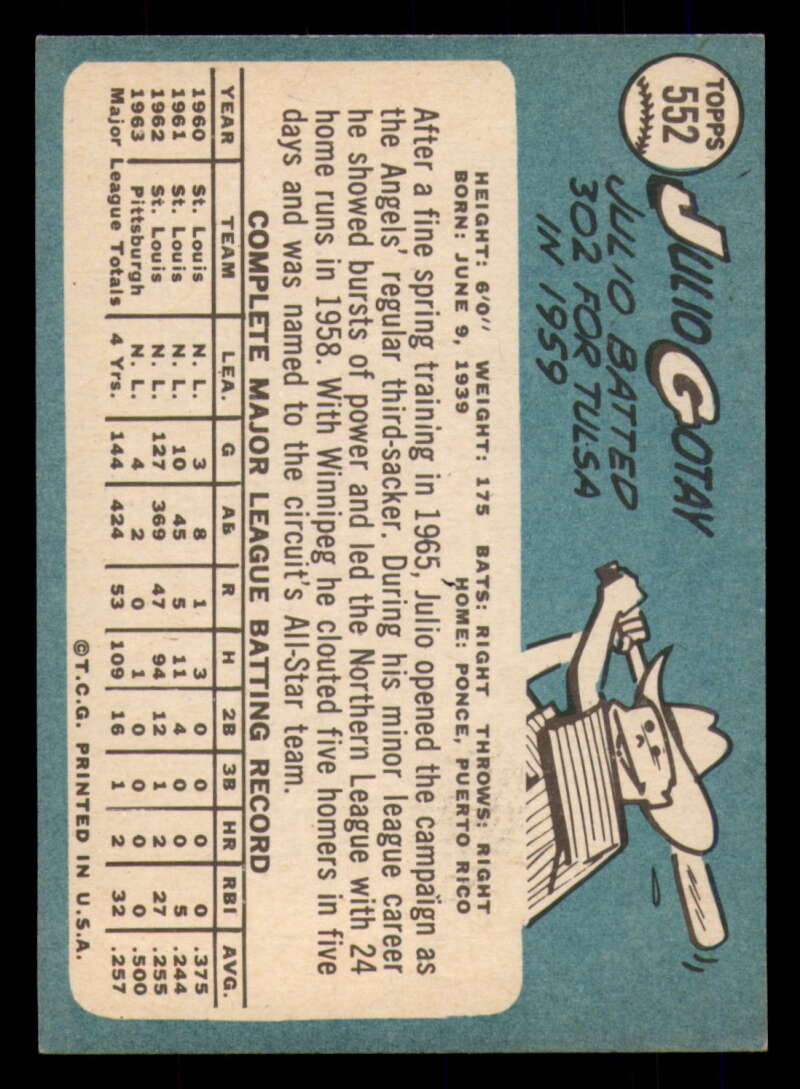 TOPPS
552
JULIO GOTAY
JULIO BATTED
302 FOR TULSA
IN 1959
HEIGHT: 6'0" WEIGHT: 175 BATS: RIGHT THROWS: RIGHT
BORN: JUNE 9, 1939 HOME: PONCE, PUERTO RICO
After a fine spring training in 1965, Julio opened the campaign as
the Angels' regular third-sacker. During his minor league career
he showed bursts of power and led the Northern League with 24
home runs in 1958. With Winnipeg he clouted five homers in five
days and was named to the circuit's All-Star team.
COMPLETE MAJOR LEAGUE BATTING RECORD
YEAR TEAM LEA. G Ab R H 2B 3B HR RBI AVG.
1960 St. Louis N. L. 3 8 1 3 0 0 0 0 .375
1961 St. Louis N. L. 10 45 5 11 4 0 0 5 .244
1962 St. Louis N. L. 127 369 47 94 12 1 2 27 .255
1963 Pittsburgh N. L. 4 2 0 1 0 0 0 0 .500
Major League Totals 4 Yrs. 144 424 53 109 16 1 2 32 .257
©T.C.G. PRINTED IN U.S.A.